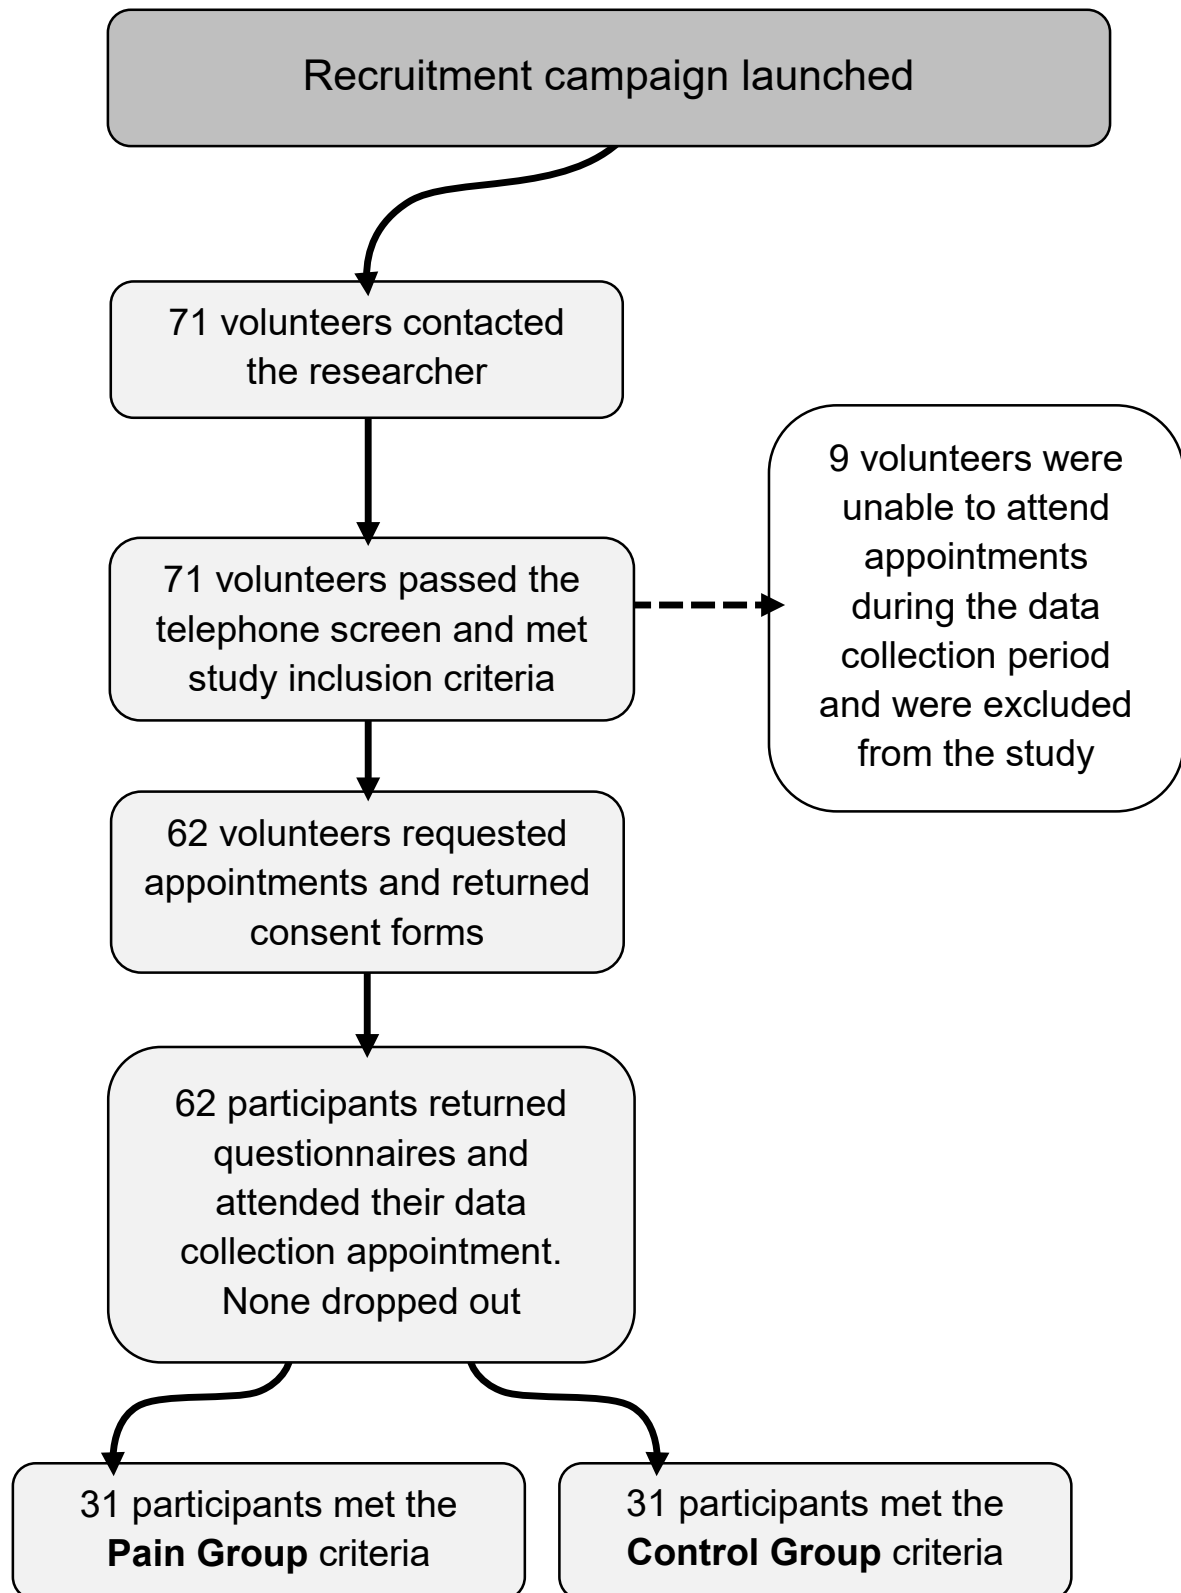 Recruitment campaign launched
71 volunteers contacted
the researcher
71 volunteers passed the
telephone screen and met
study inclusion criteria
9 volunteers were
unable to attend
appointments
during the data
collection period
and were excluded
from the study
62 volunteers requested
appointments and returned
consent forms
62 participants returned
questionnaires and
attended their data
collection appointment.
None dropped out
31 participants met the
Pain Group criteria
31 participants met the
Control Group criteria